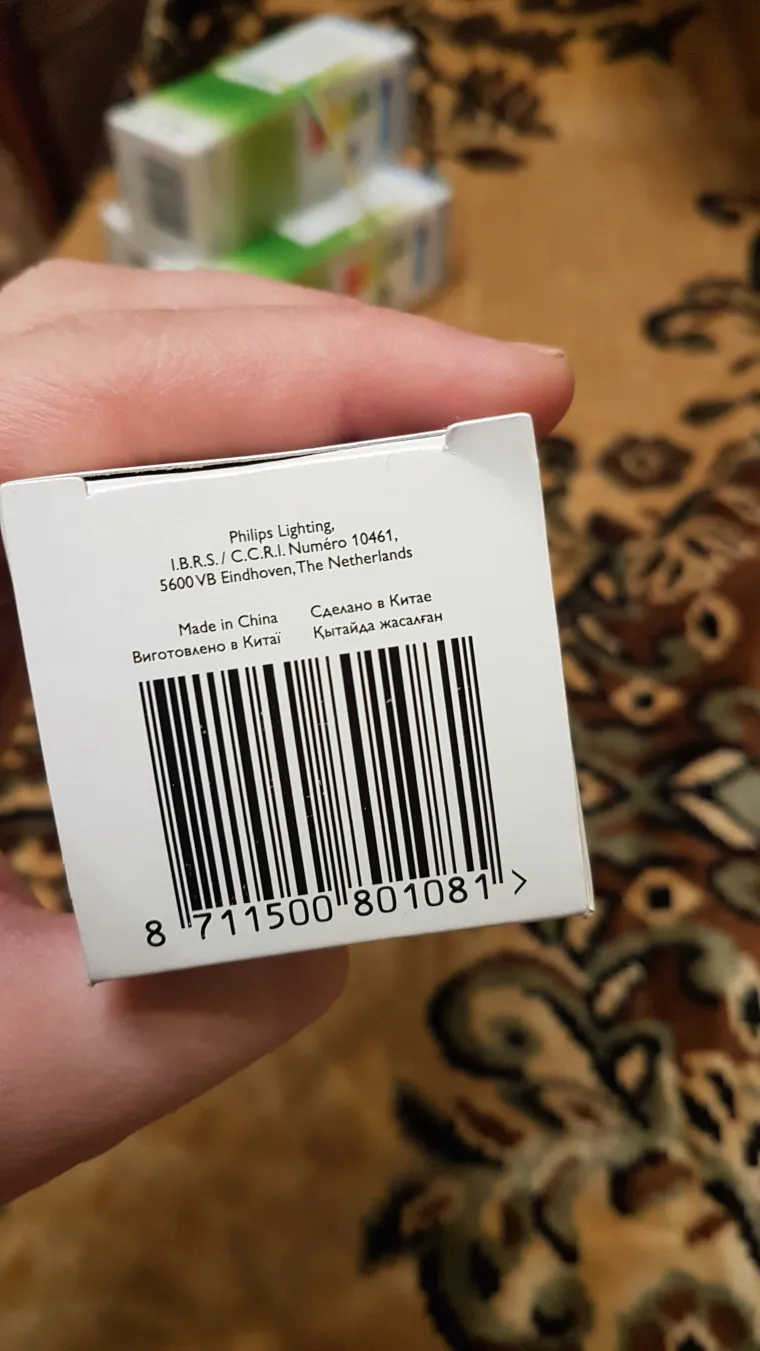 Philips Lighting,
I.B.R.S. / C.C.R.I. Numéro 10461,
5600 VB Eindhoven, The Netherlands
Made in China
Виготовлено в Китаї
Сделано в Китае
Қытайда жасалған
8 711500 801081 >